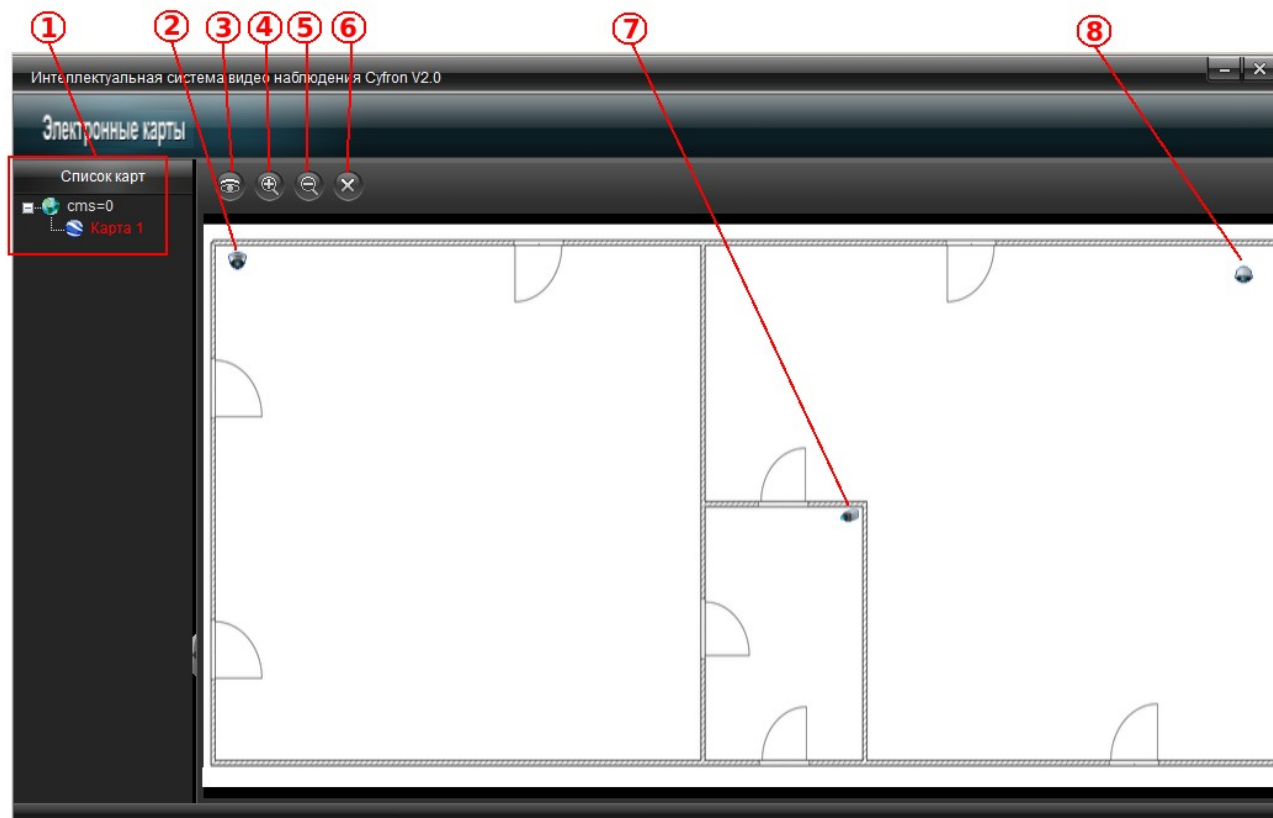 1 2 3 4 5 6 7 8
Интеллектуальная система видео наблюдения Cyfron V2.0
Электронные карты
Список карт
cms=0
Карта 1